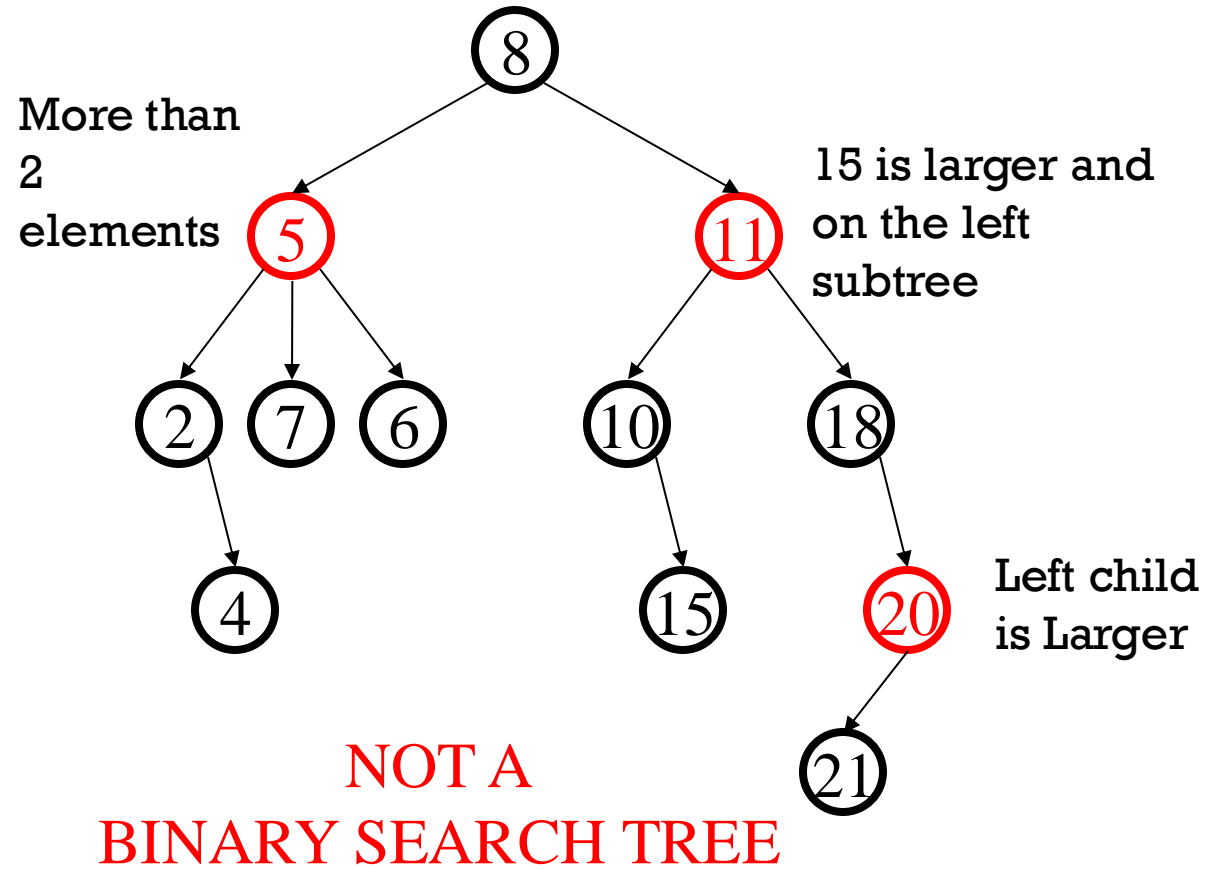 8
More than
2
elements
15 is larger and
on the left
subtree
5
11
2
7
6
10
18
4
15
20
Left child
is Larger
21
NOT A
BINARY SEARCH TREE